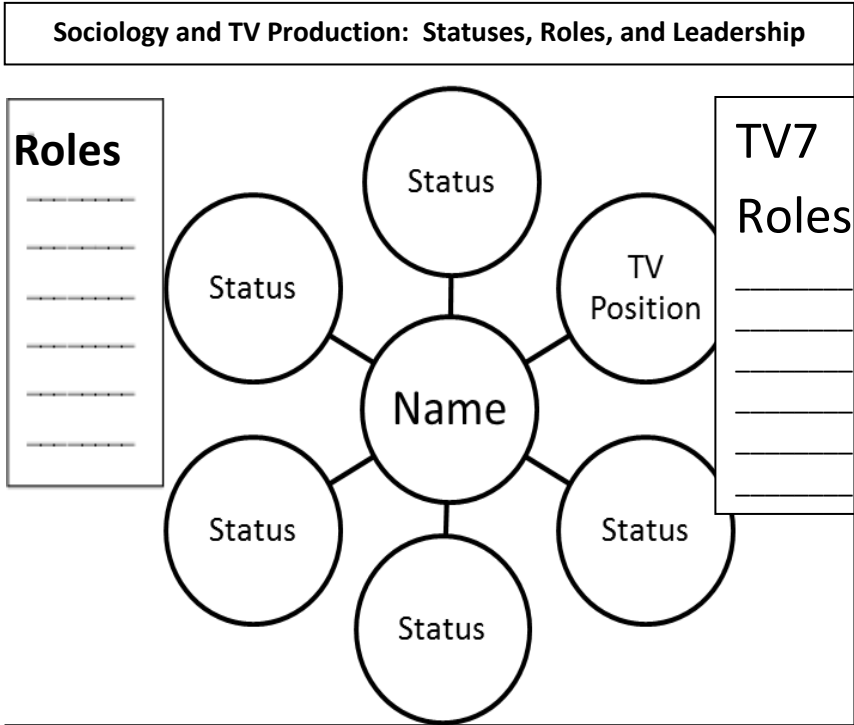 Sociology and TV Production:  Statuses, Roles, and Leadership
Roles
TV7
Roles
Status
Status
TV
Position
Name
Status
Status
Status